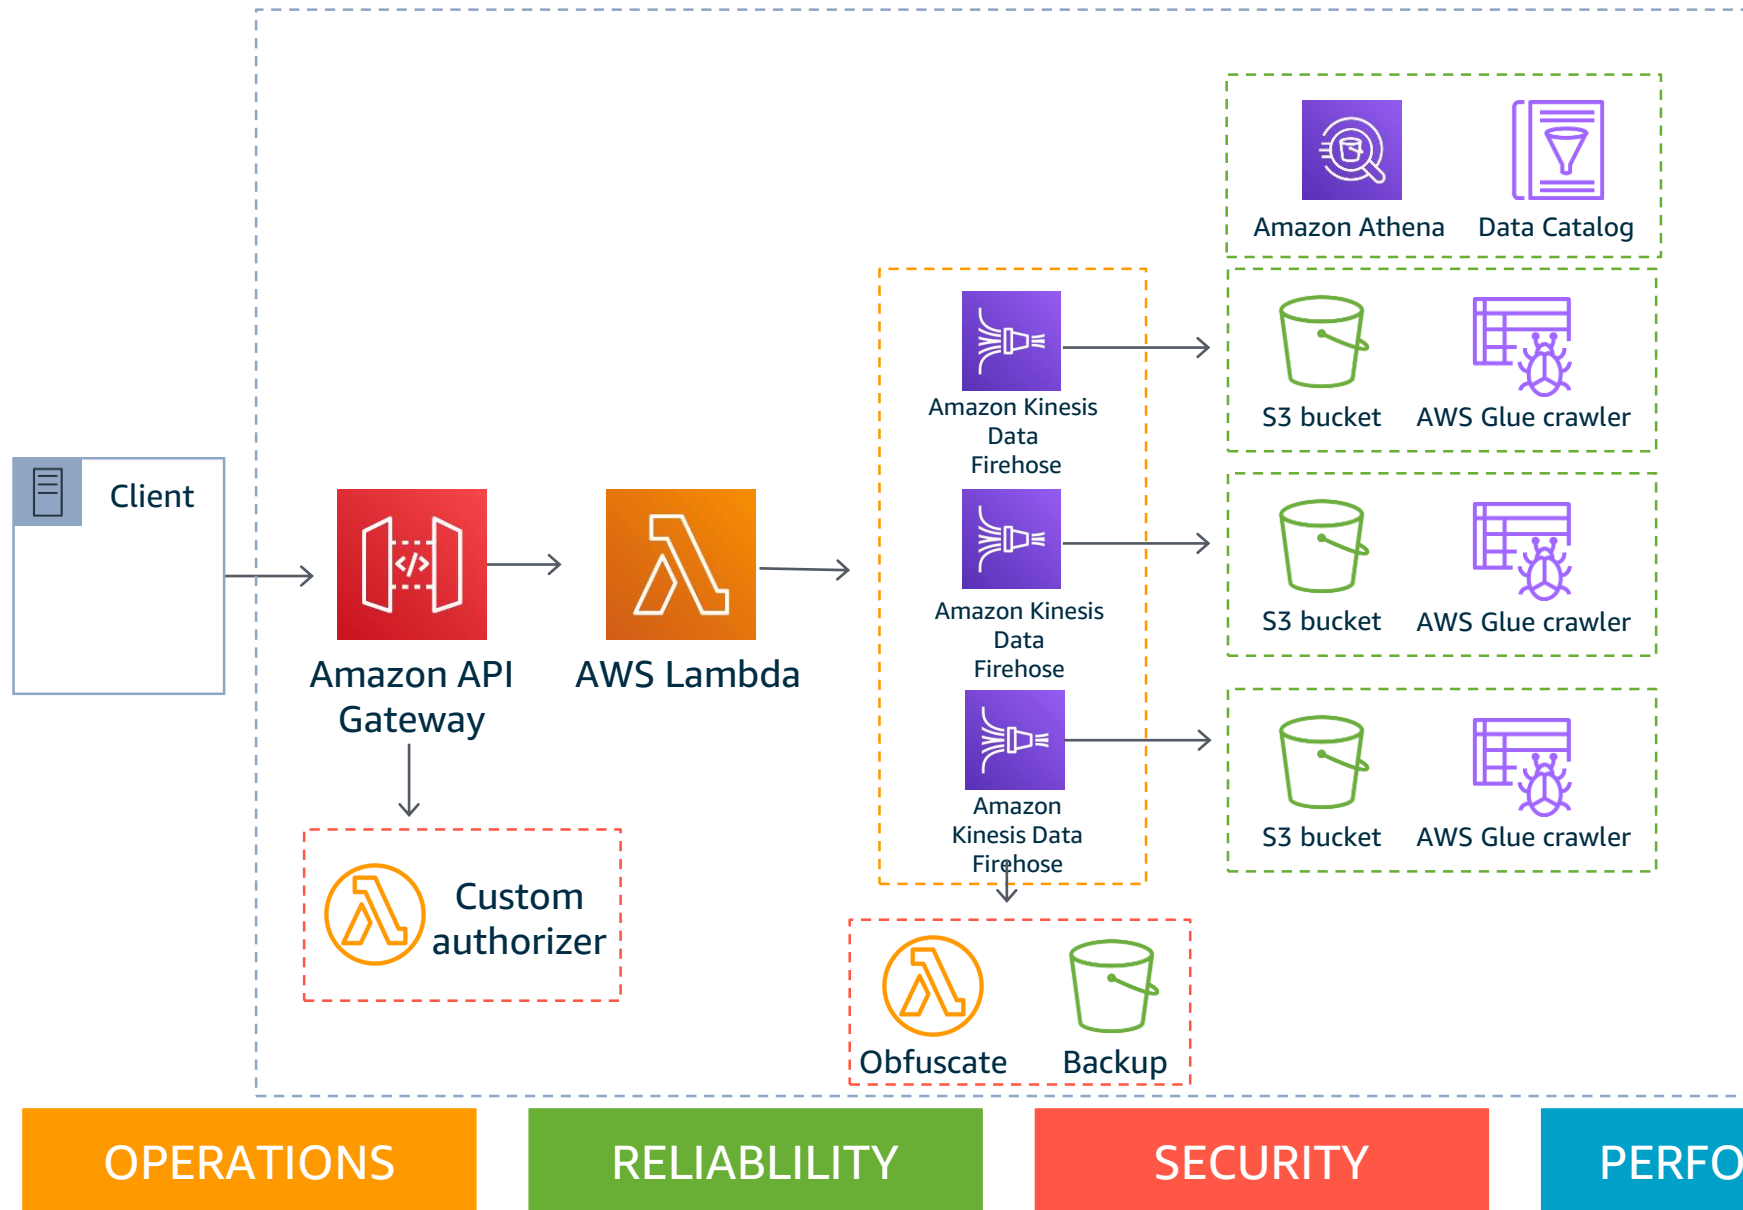 Amazon Athena
Data Catalog
Amazon Kinesis
Data
Firehose
S3 bucket
AWS Glue crawler
Client
</>
Amazon API
Gateway
AWS Lambda
Amazon Kinesis
Data
Firehose
S3 bucket
AWS Glue crawler
Amazon
Kinesis Data
Firehose
S3 bucket
AWS Glue crawler
Custom
authorizer
Obfuscate
Backup
OPERATIONS
RELIABLILITY
SECURITY
PERFO